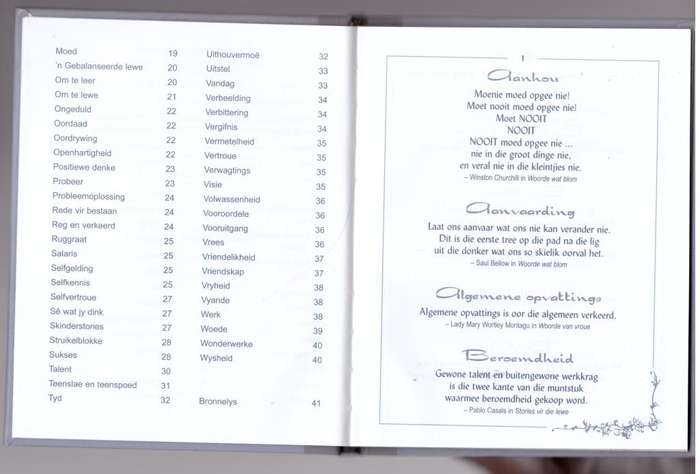 Moed 19
'n Gebalanseerde lewe 20
Om te leer 20
Om te lewe 21
Ongeduld 22
Oordaad 22
Oordrywing 22
Openhartigheid 22
Positiewe denke 23
Probeer 23
Probleemoplossing 24
Rede vir bestaan 24
Reg en verkeerd 24
Ruggraat 25
Salaris 25
Selfgelding 25
Selfkennis 25
Selfvertroue 27
Sê wat jy dink 27
Skinderstories 27
Struikelblokke 28
Sukses 28
Talent 30
Teenslae en teenspoed 31
Tyd 32
Uithouvermoë 32
Uitstel 33
Vandag 33
Verbeelding 34
Verbittering 34
Vergifnis 34
Vermetelheid 35
Vertroue 35
Verwagtings 35
Visie 35
Volwassenheid 36
Vooroordele 36
Vooruitgang 36
Vrees 36
Vriendelikheid 37
Vriendskap 37
Vryheid 38
Vyande 38
Werk 38
Woede 39
Wonderwerke 40
Wysheid 40
Bronnelys 41
1
Aanhou
Moenie moed opgee nie!
Moet nooit moed opgee nie!
Moet NOOIT
NOOIT
NOOIT moed opgee nie ...
nie in die groot dinge nie,
en veral nie in die kleintjies nie.
– Winston Churchill in Woorde wat blom
Aanvaarding
Laat ons aanvaar wat ons nie kan verander nie.
Dit is die eerste tree op die pad na die lig
uit die donker wat ons so skielik oorval het.
– Saul Bellow in Woorde wat blom
Algemene opvattings
Algemene opvattings is oor die algemeen verkeerd.
– Lady Mary Wortley Montagu in Woorde van vroue
Beroemdheid
Gewone talent en buitengewone werkkrag
is die twee kante van die muntstuk
waarmee beroemdheid gekoop word.
– Pablo Casals in Stories vir die lewe